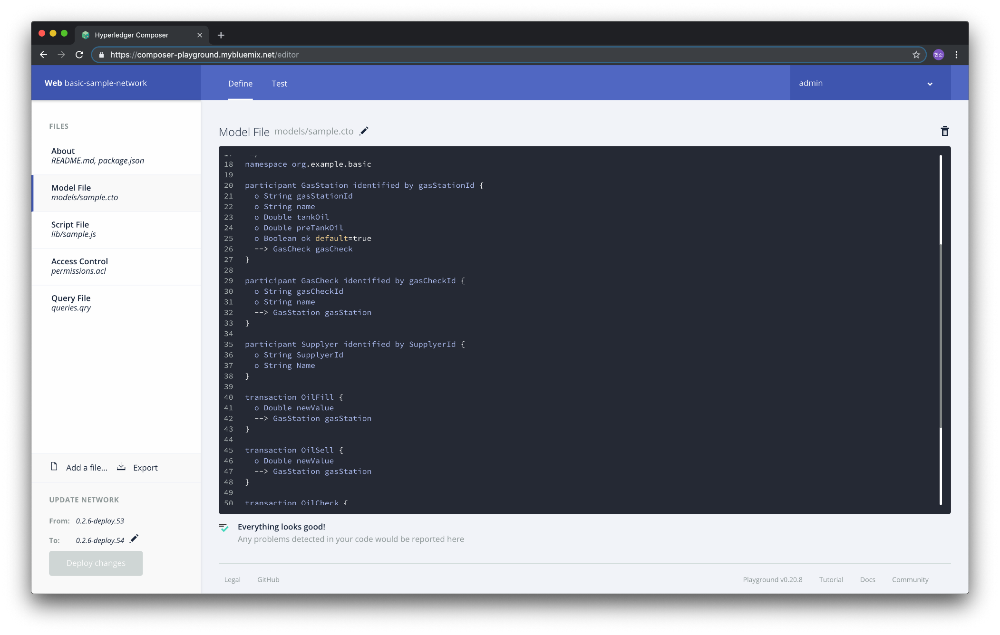 Hyperledger Composer
https://composer-playground.mybluemix.net/editor
현준
Web basic-sample-network
Define
Test
admin
FILES
About
README.md, package.json
Model File
models/sample.cto
Script File
lib/sample.js
Access Control
permissions.acl
Query File
queries.qry
Add a file...
Export
UPDATE NETWORK
From: 0.2.6-deploy.53
To: 0.2.6-deploy.54
Deploy changes
Model File models/sample.cto
17 */
18 namespace org.example.basic
19
20 participant GasStation identified by gasStationId {
21   o String gasStationId
22   o String name
23   o Double tankOil
24   o Double preTankOil
25   o Boolean ok default=true
26   --> GasCheck gasCheck
27 }
28
29 participant GasCheck identified by gasCheckId {
30   o String gasCheckId
31   o String name
32   --> GasStation gasStation
33 }
34
35 participant Supplyer identified by SupplyerId {
36   o String SupplyerId
37   o String Name
38 }
39
40 transaction OilFill {
41   o Double newValue
42   --> GasStation gasStation
43 }
44
45 transaction OilSell {
46   o Double newValue
47   --> GasStation gasStation
48 }
49
50 transaction OilCheck {
Everything looks good!
Any problems detected in your code would be reported here
Legal
GitHub
Playground v0.20.8
Tutorial
Docs
Community